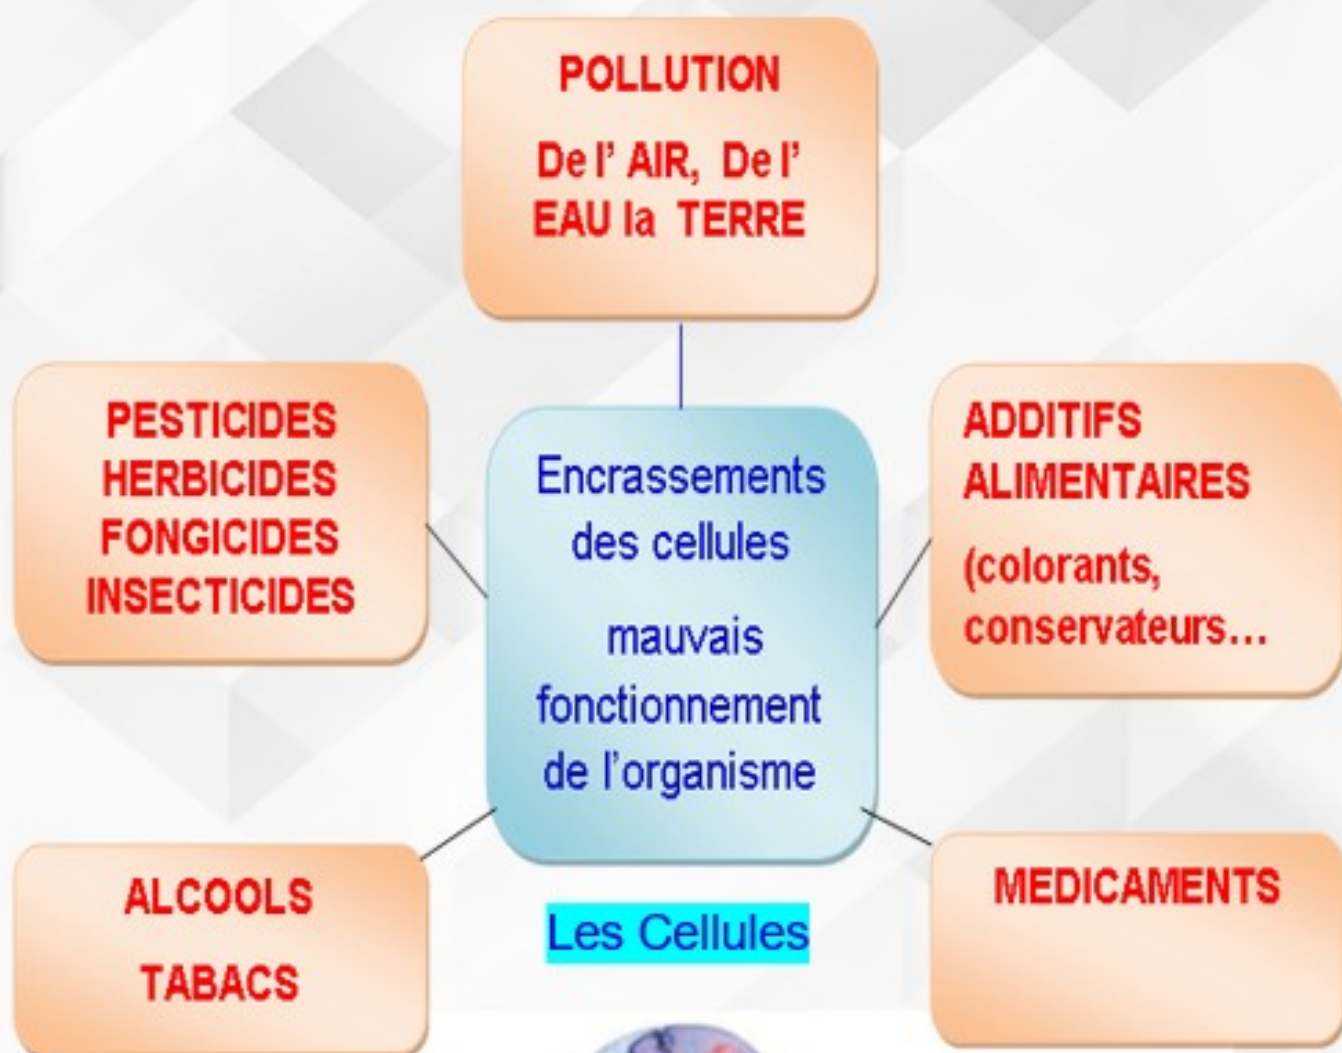 POLLUTION
De l’ AIR, De l’
EAU la TERRE
PESTICIDES
HERBICIDES
FONGICIDES
INSECTICIDES
Encrassements
des cellules
mauvais
fonctionnement
de l’organisme
ADDITIFS
ALIMENTAIRES
(colorants,
conservateurs…
ALCOOLS
TABACS
Les Cellules
MEDICAMENTS